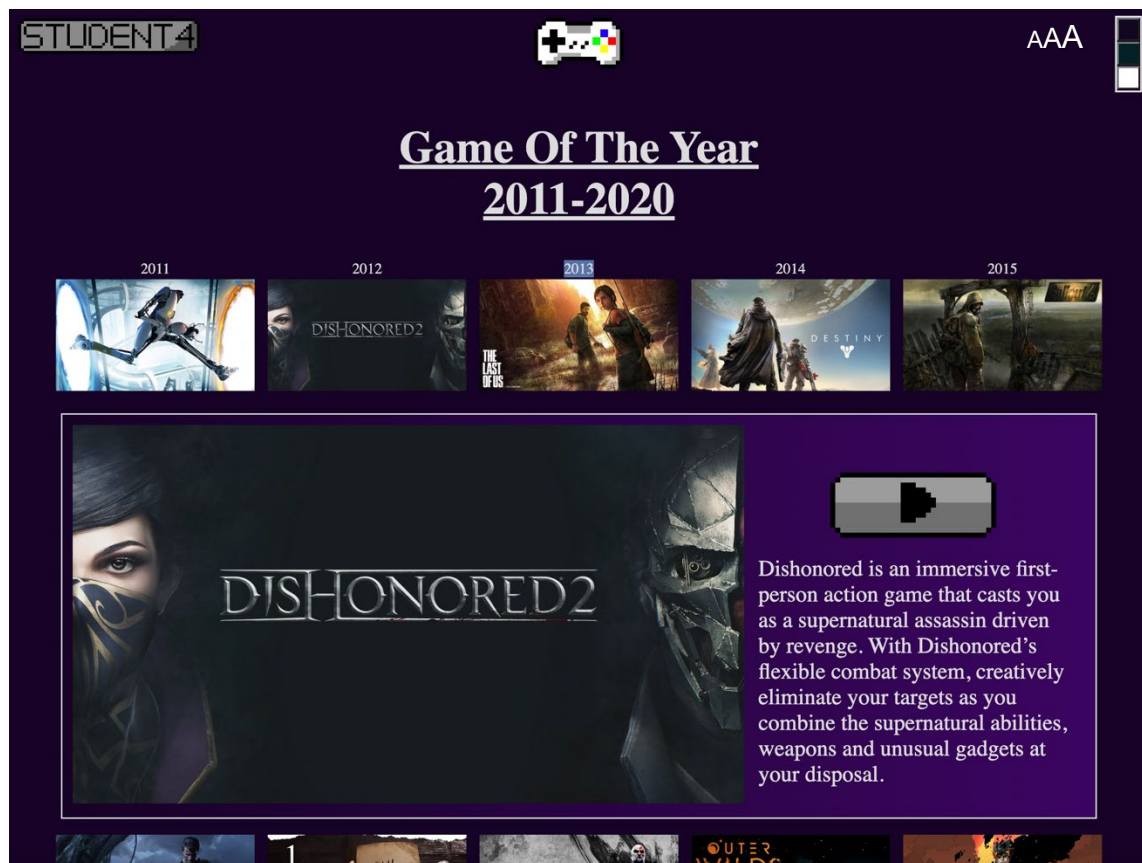 STUDENT4
AAA
Game Of The Year
2011-2020
2011
2012
2013
2014
2015
DISHONORED2
THE
LAST
OF US
DESTINY
DISHONORED2
Dishonored is an immersive first-
person action game that casts you
as a supernatural assassin driven
by revenge. With Dishonored’s
flexible combat system, creatively
eliminate your targets as you
combine the supernatural abilities,
weapons and unusual gadgets at
your disposal.
1
OUTER
WILDS